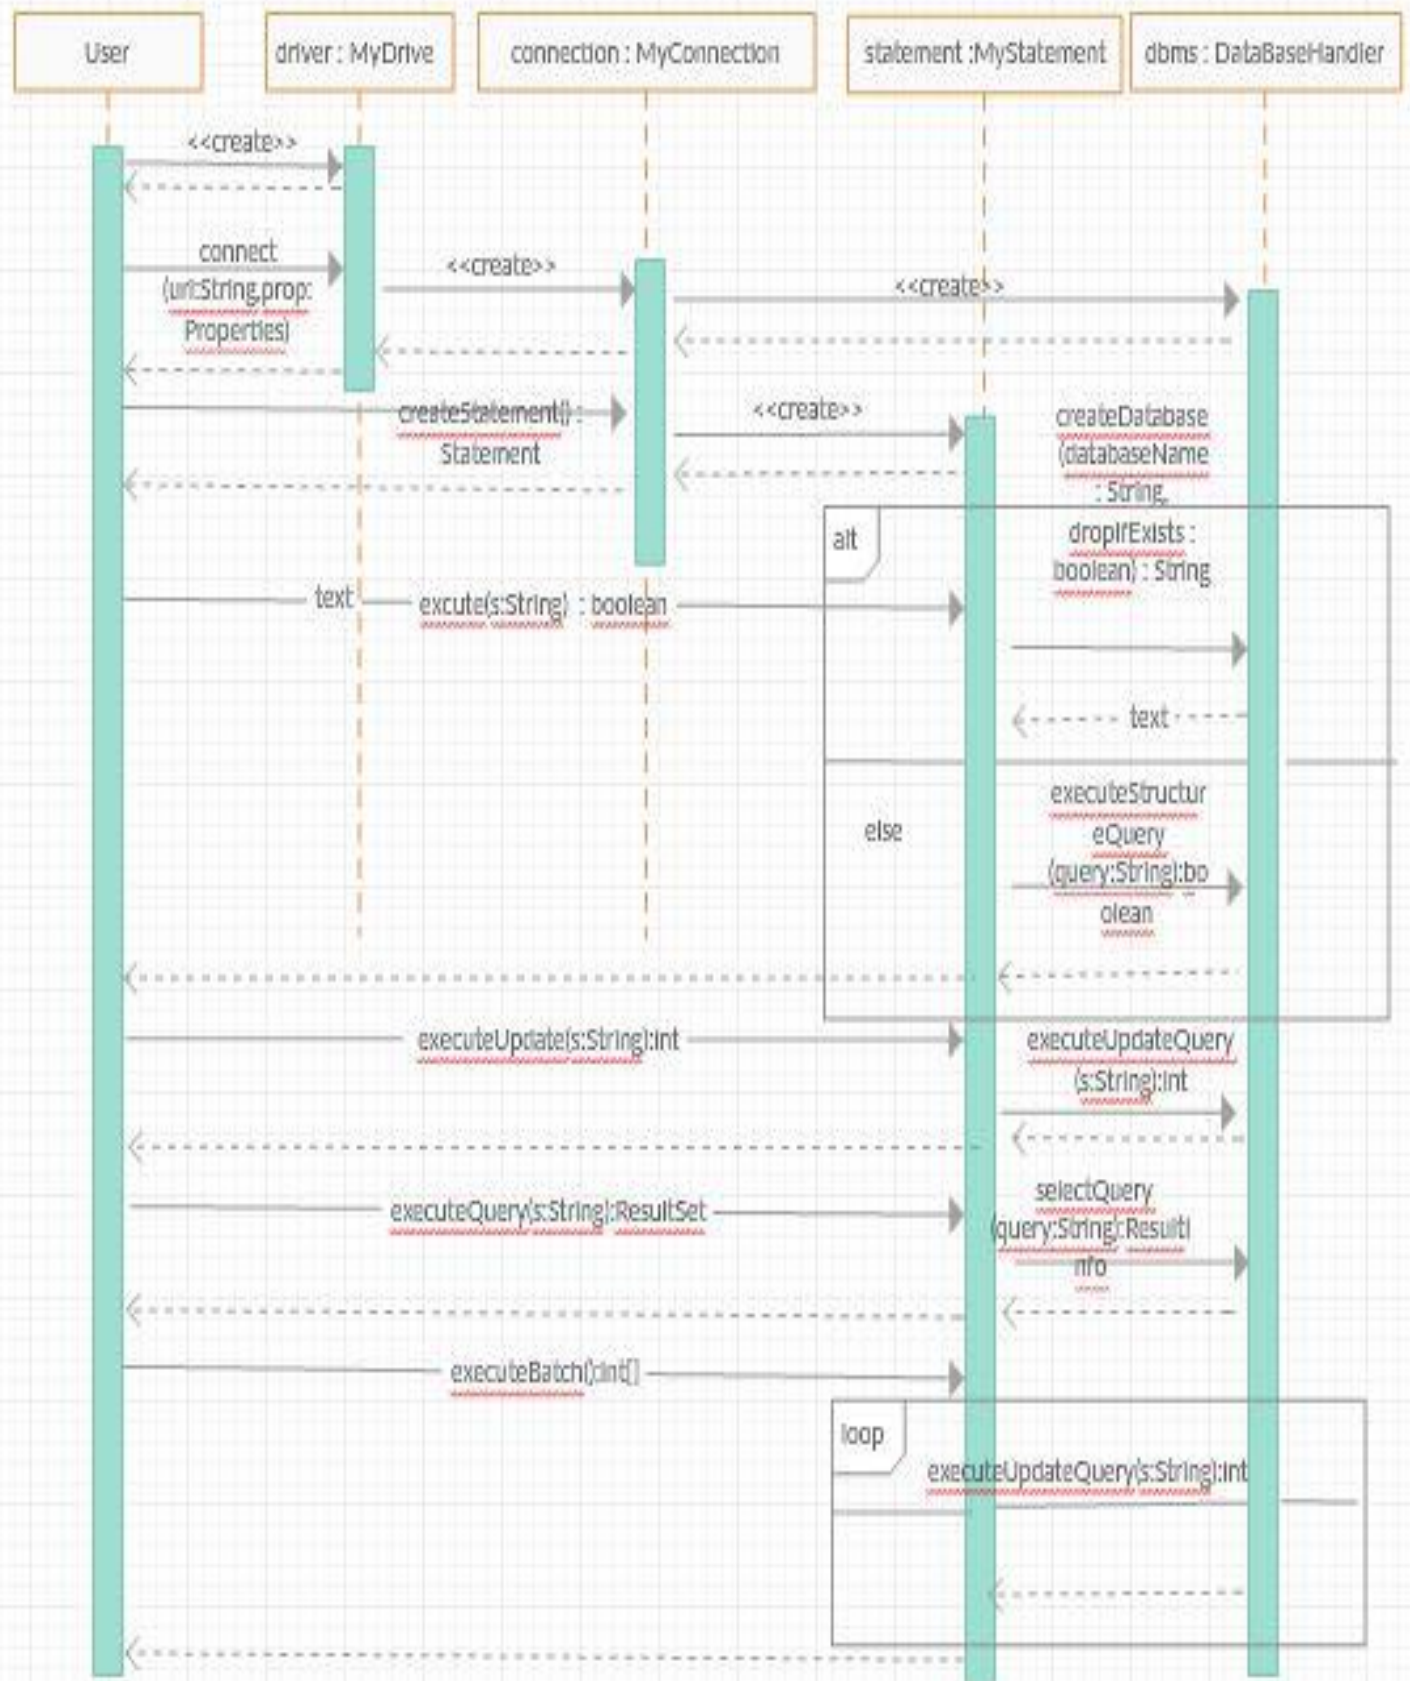 User
driver : MyDrive
connection : MyConnection
statement :MyStatement
dbms : DataBaseHandler
<<create>>
connect
(url:String,prop:
Properties)
<<create>>
<<create>>
createStatement() :
Statement
<<create>>
createDatabase
(databaseName
: String,
dropIfExists :
boolean) : String
alt
text
excute(s:String) : boolean
text
else
executeStructur
eQuery
(query:String):bo
olean
executeUpdate(s:String):int
executeUpdateQuery
(s:String):int
executeQuery(s:String):ResultSet
selectQuery
(query:String):ResultI
nfo
executeBatch():int[]
loop
executeUpdateQuery(s:String):int